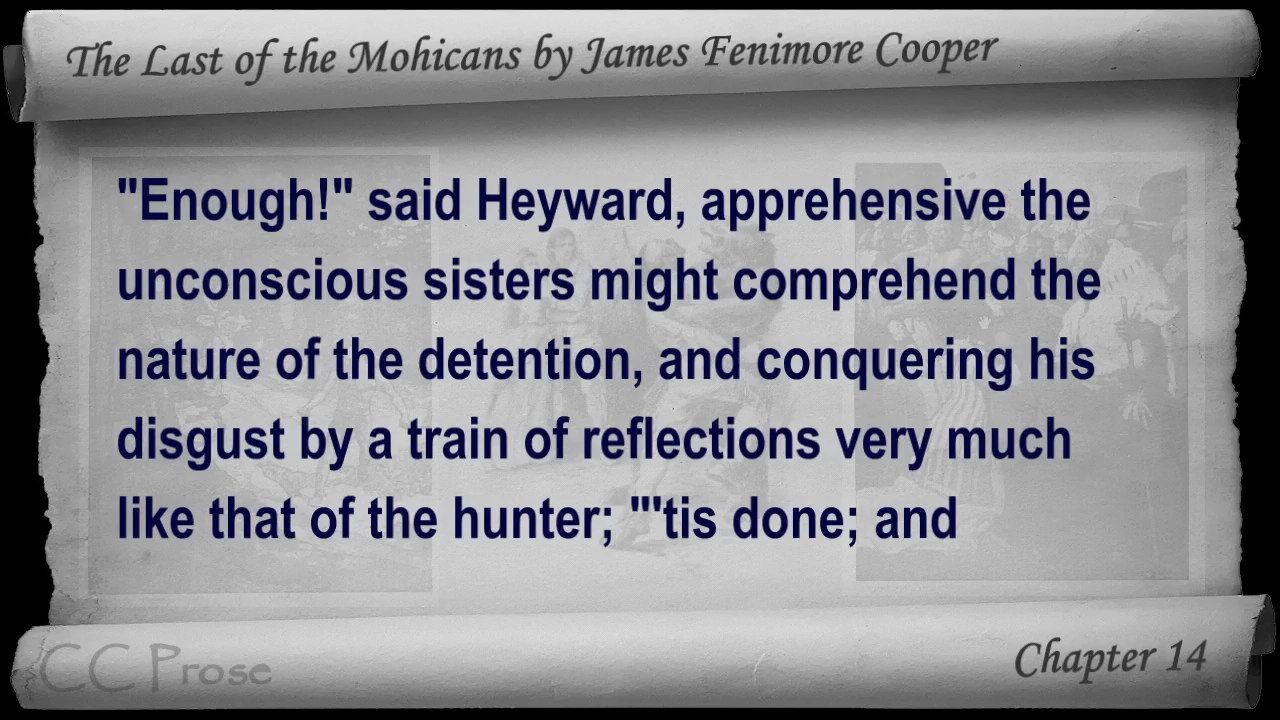 The Last of the Mohicans by James Fenimore Cooper
"Enough!" said Heyward, apprehensive the
unconscious sisters might comprehend the
nature of the detention, and conquering his
disgust by a train of reflections very much
like that of the hunter; "'tis done; and
CC Prose
Chapter 14